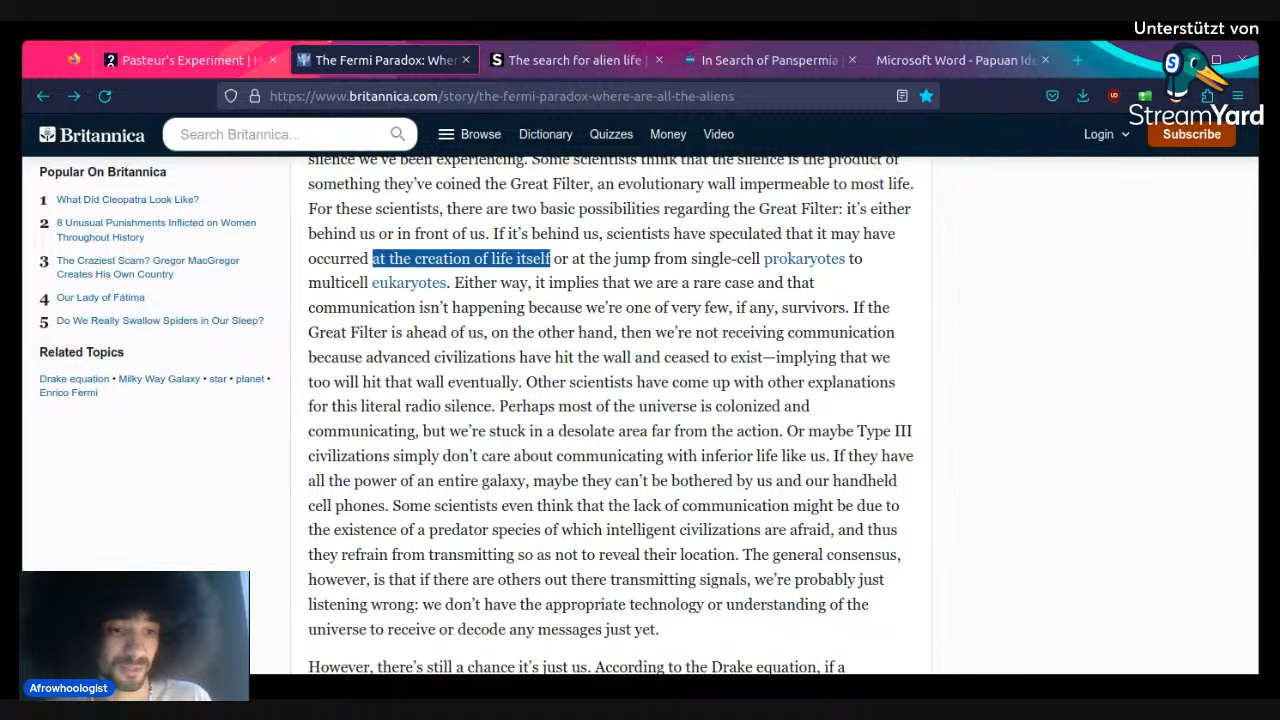 Unterstützt von
StreamYard
Pasteur's Experiment | H
The Fermi Paradox: Wher
The search for alien life |
In Search of Panspermia |
Microsoft Word - Papuan Ide
https://www.britannica.com/story/the-fermi-paradox-where-are-all-the-aliens
Britannica
Search Britannica...
Browse
Dictionary
Quizzes
Money
Video
Login
Subscribe
Popular On Britannica
1 What Did Cleopatra Look Like?
2 8 Unusual Punishments Inflicted on Women
Throughout History
3 The Craziest Scam? Gregor MacGregor
Creates His Own Country
4 Our Lady of Fátima
5 Do We Really Swallow Spiders in Our Sleep?
Related Topics
Drake equation • Milky Way Galaxy • star • planet •
Enrico Fermi
silence we've been experiencing. Some scientists think that the silence is the product of
something they've coined the Great Filter, an evolutionary wall impermeable to most life.
For these scientists, there are two basic possibilities regarding the Great Filter: it's either
behind us or in front of us. If it's behind us, scientists have speculated that it may have
occurred at the creation of life itself or at the jump from single-cell prokaryotes to
multicell eukaryotes. Either way, it implies that we are a rare case and that
communication isn't happening because we're one of very few, if any, survivors. If the
Great Filter is ahead of us, on the other hand, then we're not receiving communication
because advanced civilizations have hit the wall and ceased to exist—implying that we
too will hit that wall eventually. Other scientists have come up with other explanations
for this literal radio silence. Perhaps most of the universe is colonized and
communicating, but we're stuck in a desolate area far from the action. Or maybe Type III
civilizations simply don't care about communicating with inferior life like us. If they have
all the power of an entire galaxy, maybe they can't be bothered by us and our handheld
cell phones. Some scientists even think that the lack of communication might be due to
the existence of a predator species of which intelligent civilizations are afraid, and thus
they refrain from transmitting so as not to reveal their location. The general consensus,
however, is that if there are others out there transmitting signals, we're probably just
listening wrong: we don't have the appropriate technology or understanding of the
universe to receive or decode any messages just yet.
However, there's still a chance it's just us. According to the Drake equation, if a
Afrowhoologist